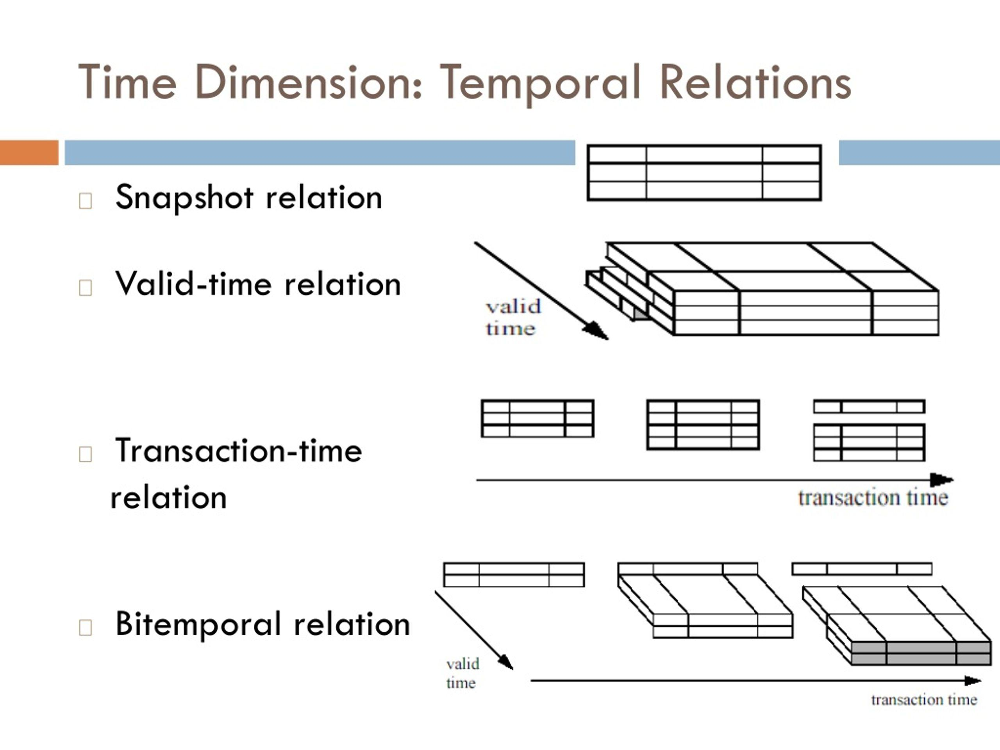 Time Dimension: Temporal Relations
Snapshot relation
Valid-time relation
valid
time
Transaction-time
relation
transaction time
Bitemporal relation
valid
time
transaction time